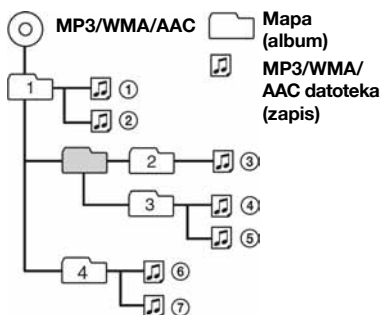 MP3/WMA/AAC
Mapa
(album)
MP3/WMA/
AAC datoteka
(zapis)
1
①
②
2 ③
3 ④
⑤
4 ⑥
⑦